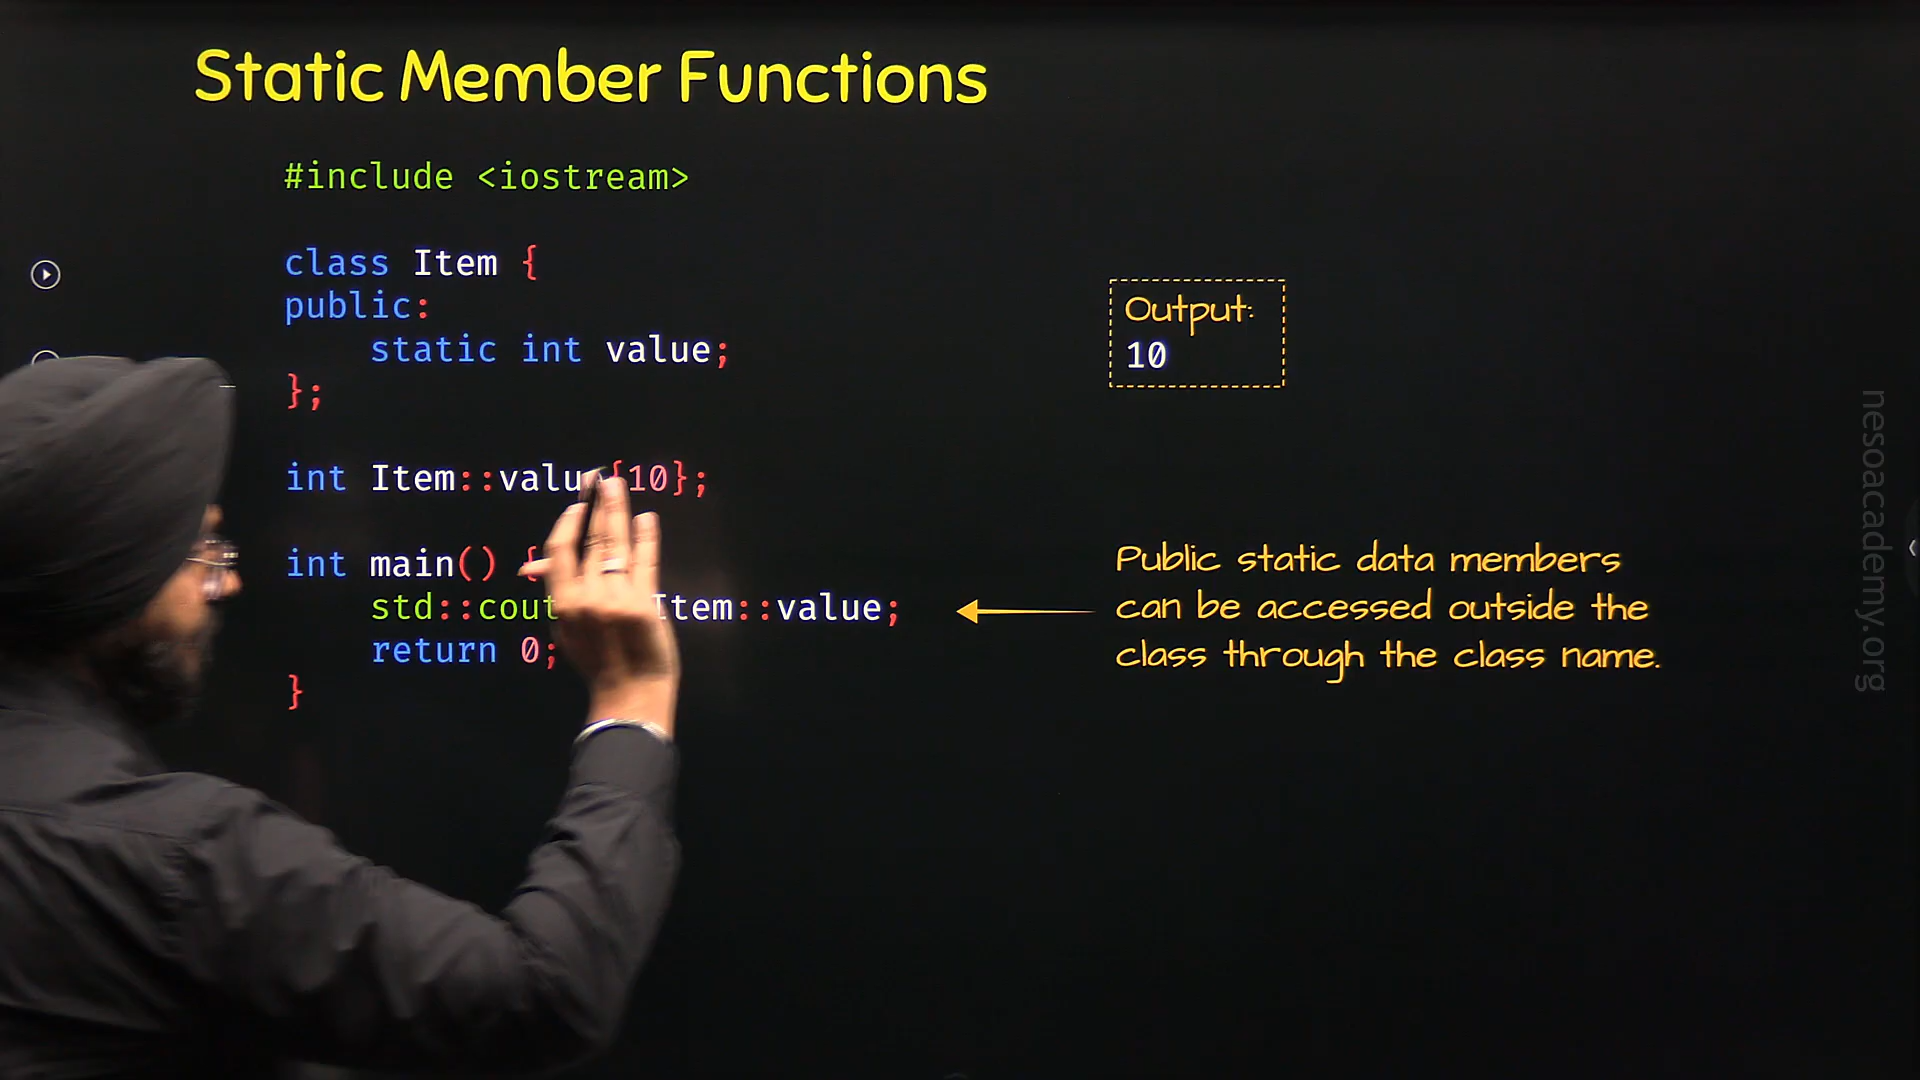 Static Member Functions
#include <iostream>
class Item {
public:
static int value;
};
int Item::valu {10};
int main() {
std::cout Item::value;
return 0;
}
Output:
10
Public static data members
can be accessed outside the
class through the class name.
nesoacademy.org